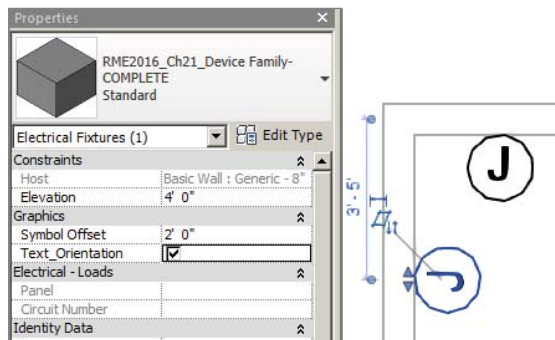 Properties
RME2016_Ch21_Device Family-
COMPLETE
Standard
Electrical Fixtures (1)
Edit Type
Constraints
Host Basic Wall : Generic - 8"
Elevation 4' 0"
Graphics
Symbol Offset 2' 0"
Text_Orientation
Electrical - Loads
Panel
Circuit Number
Identity Data
3' - 5"
J
J